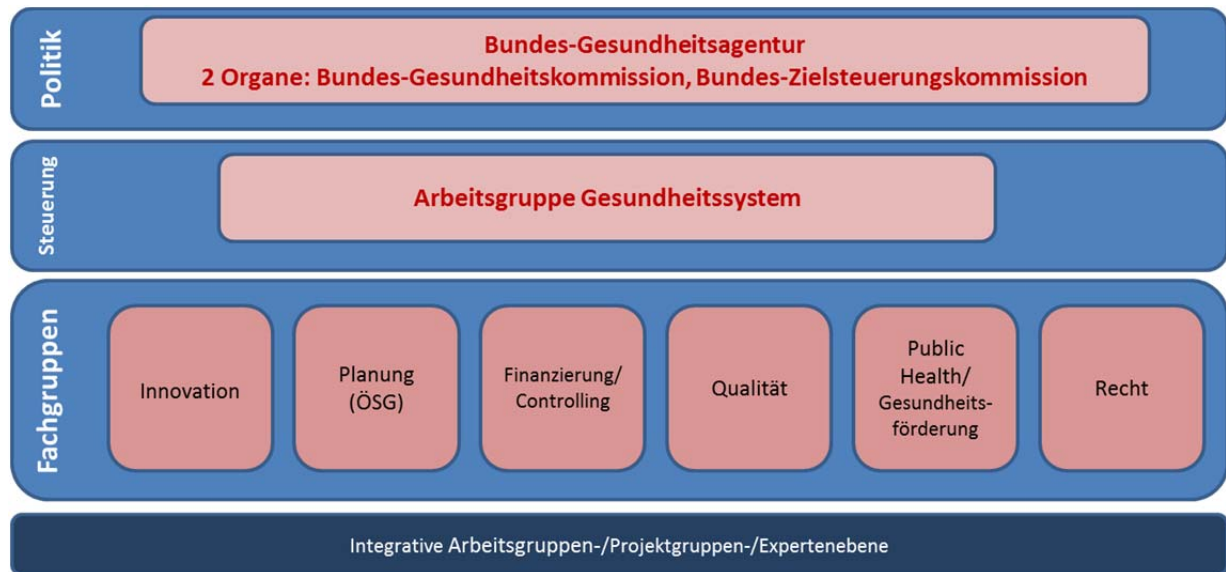 Politik
Bundes-Gesundheitsagentur
2 Organe: Bundes-Gesundheitskommission, Bundes-Zielsteuerungskommission
Steuerung
Arbeitsgruppe Gesundheitssystem
Fachgruppen
Innovation
Planung
(ÖSG)
Finanzierung/
Controlling
Qualität
Public
Health/
Gesundheits-
förderung
Recht
Integrative Arbeitsgruppen-/Projektgruppen-/Expertenebene